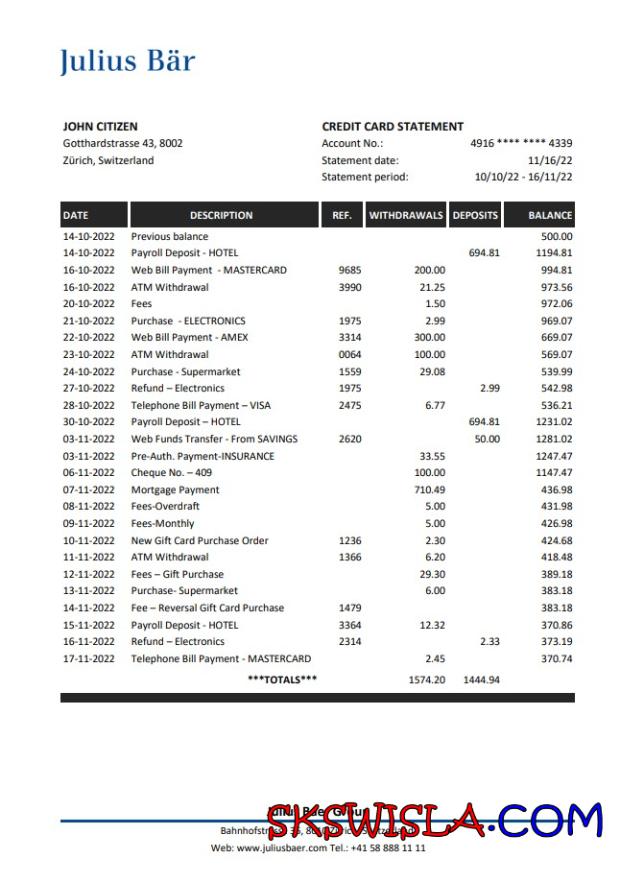 Julius Bär
JOHN CITIZEN
Gotthardstrasse 43, 8002
Zürich, Switzerland
CREDIT CARD STATEMENT
Account No.: 4916 **** **** 4339
Statement date: 11/16/22
Statement period: 10/10/22 - 16/11/22
DATE DESCRIPTION REF. WITHDRAWALS DEPOSITS BALANCE
14-10-2022 Previous balance 500.00
14-10-2022 Payroll Deposit - HOTEL 694.81 1194.81
16-10-2022 Web Bill Payment - MASTERCARD 9685 200.00 994.81
16-10-2022 ATM Withdrawal 3990 21.25 973.56
20-10-2022 Fees 1.50 972.06
21-10-2022 Purchase - ELECTRONICS 1975 2.99 969.07
22-10-2022 Web Bill Payment - AMEX 3314 300.00 669.07
23-10-2022 ATM Withdrawal 0064 100.00 569.07
24-10-2022 Purchase - Supermarket 1559 29.08 539.99
27-10-2022 Refund – Electronics 1975 2.99 542.98
28-10-2022 Telephone Bill Payment – VISA 2475 6.77 536.21
30-10-2022 Payroll Deposit – HOTEL 694.81 1231.02
03-11-2022 Web Funds Transfer - From SAVINGS 2620 50.00 1281.02
03-11-2022 Pre-Auth. Payment-INSURANCE 33.55 1247.47
06-11-2022 Cheque No. – 409 100.00 1147.47
07-11-2022 Mortgage Payment 710.49 436.98
08-11-2022 Fees-Overdraft 5.00 431.98
09-11-2022 Fees-Monthly 5.00 426.98
10-11-2022 New Gift Card Purchase Order 1236 2.30 424.68
11-11-2022 ATM Withdrawal 1366 6.20 418.48
12-11-2022 Fees – Gift Purchase 29.30 389.18
13-11-2022 Purchase- Supermarket 6.00 383.18
14-11-2022 Fee – Reversal Gift Card Purchase 1479 383.18
15-11-2022 Payroll Deposit - HOTEL 3364 12.32 370.86
16-11-2022 Refund – Electronics 2314 2.33 373.19
17-11-2022 Telephone Bill Payment - MASTERCARD 2.45 370.74
***TOTALS*** 1574.20 1444.94
Julius Baer Group
SKSWISLA.COM
Web: www.juliusbaer.com Tel.: +41 58 888 11 11